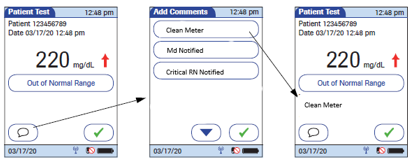 Patient Test 12:48 pm
Patient 123456789
Date 03/17/20 12:48 pm
220 mg/dL
Out of Normal Range
03/17/20
Add Comments 12:48 pm
Clean Meter
Md Notified
Critical RN Notified
03/17/20
Patient Test 12:48 pm
Patient 123456789
Date 03/17/20 12:48 pm
220 mg/dL
Out of Normal Range
Clean Meter
03/17/20